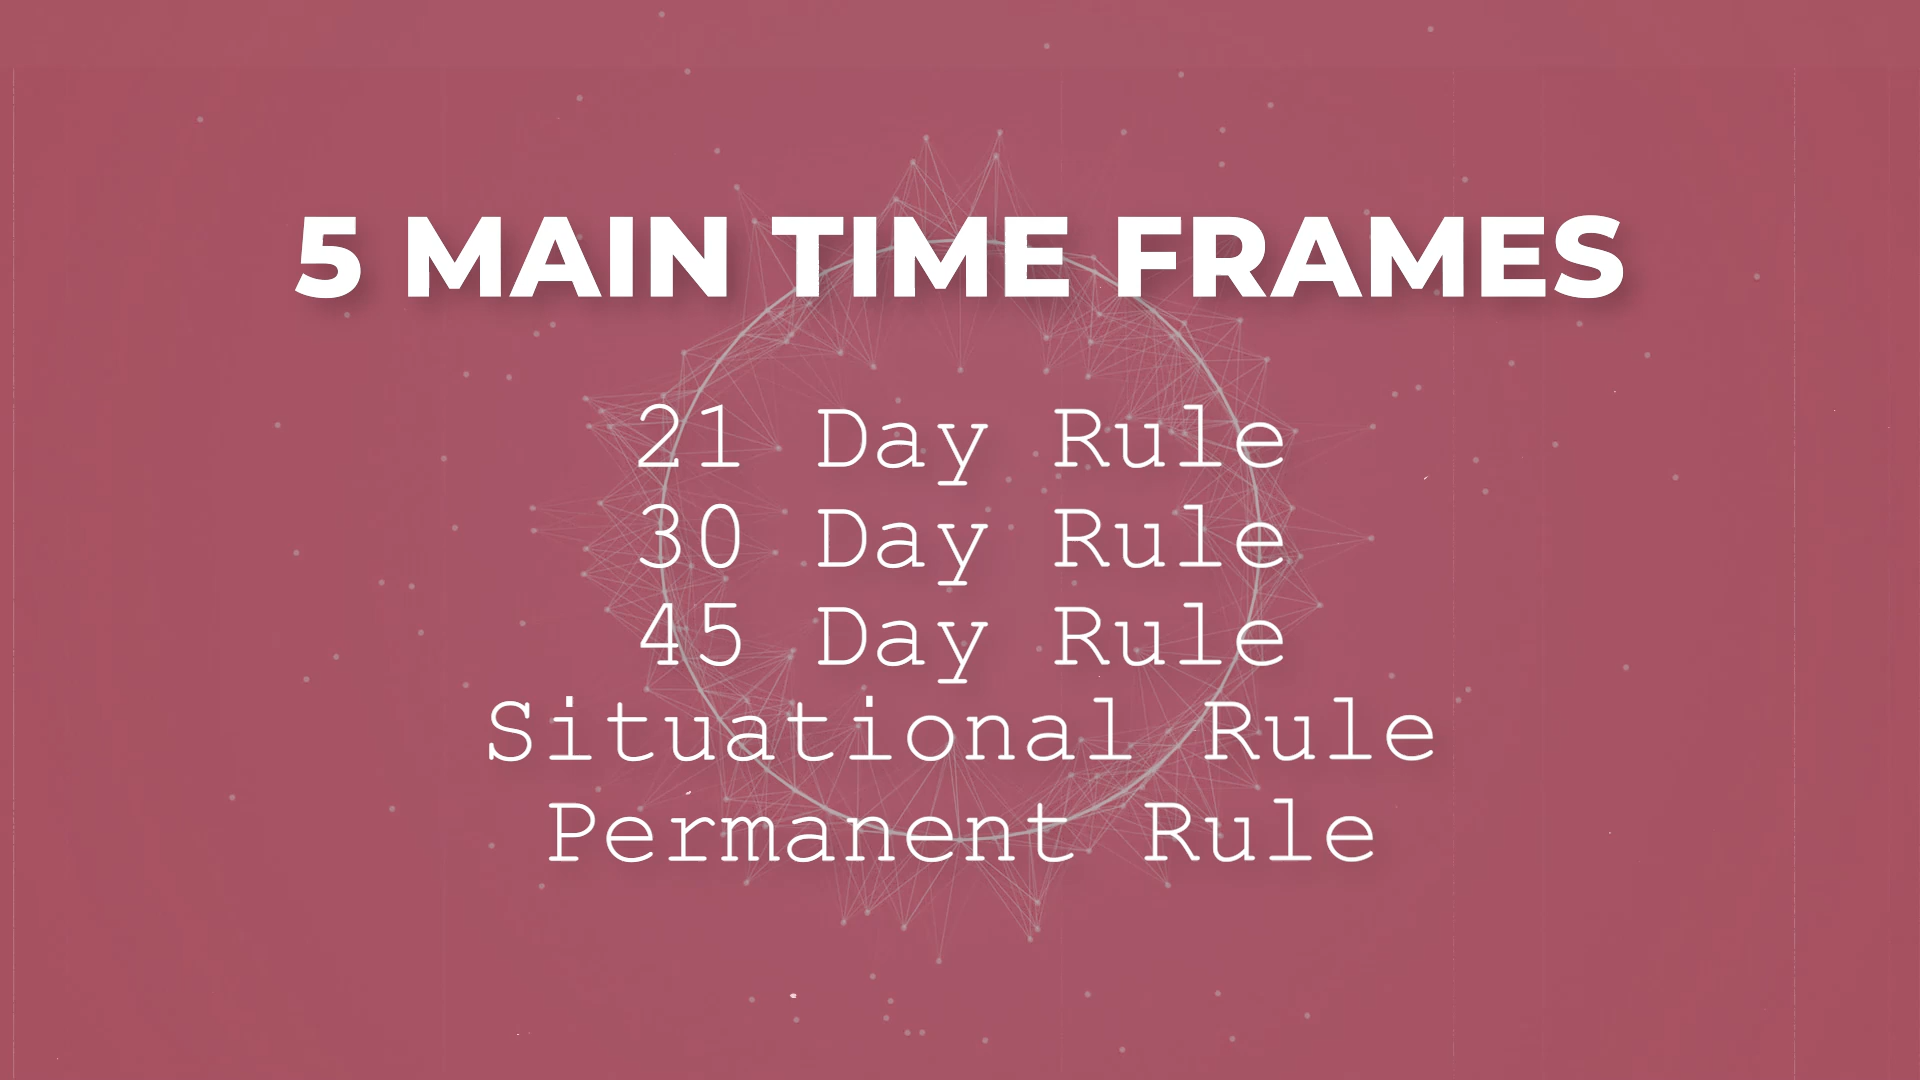 5 MAIN TIME FRAMES
21 Day Rule
30 Day Rule
45 Day Rule
Situational Rule
Permanent Rule